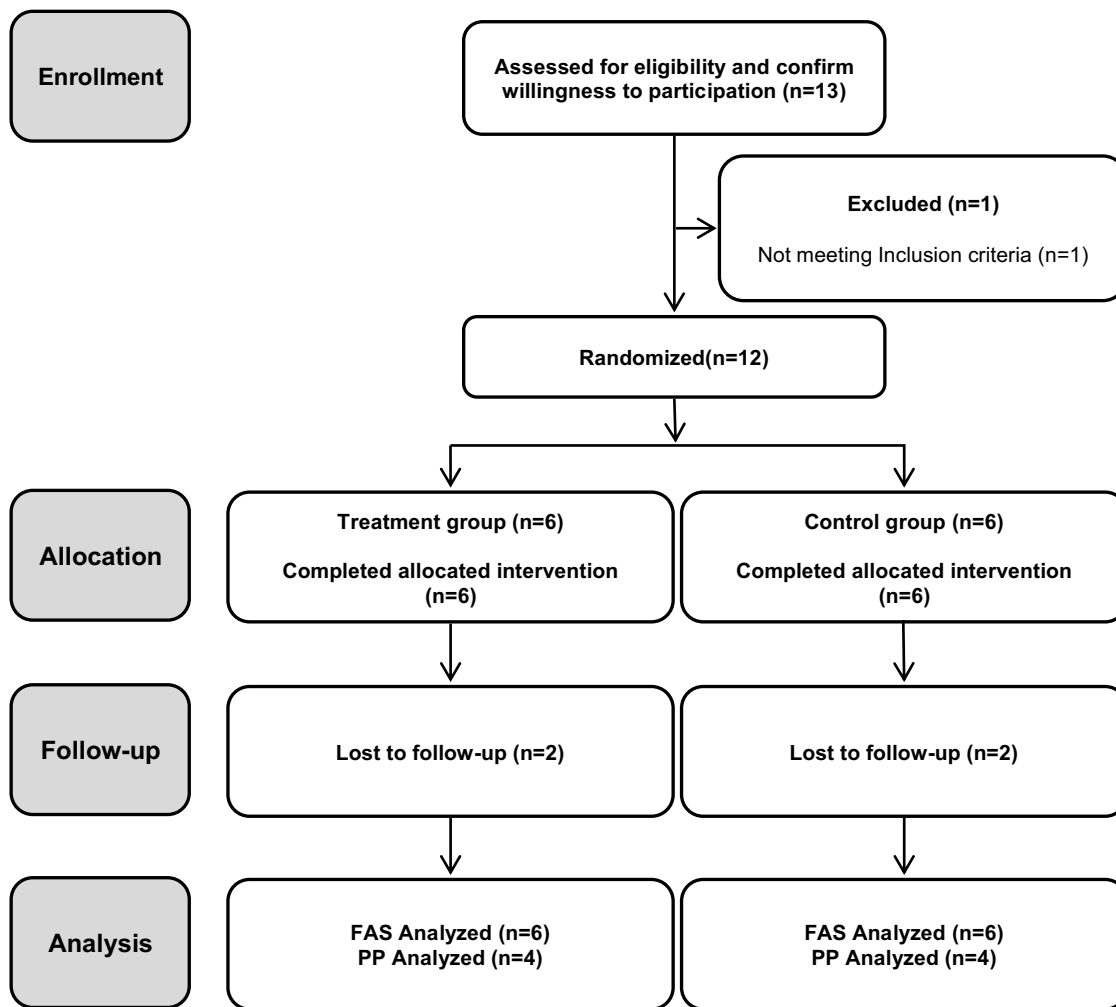 Enrollment
Assessed for eligibility and confirm
willingness to participation (n=13)
Excluded (n=1)
Not meeting Inclusion criteria (n=1)
Randomized(n=12)
Allocation
Treatment group (n=6)
Completed allocated intervention
(n=6)
Control group (n=6)
Completed allocated intervention
(n=6)
Follow-up
Lost to follow-up (n=2)
Lost to follow-up (n=2)
Analysis
FAS Analyzed (n=6)
PP Analyzed (n=4)
FAS Analyzed (n=6)
PP Analyzed (n=4)